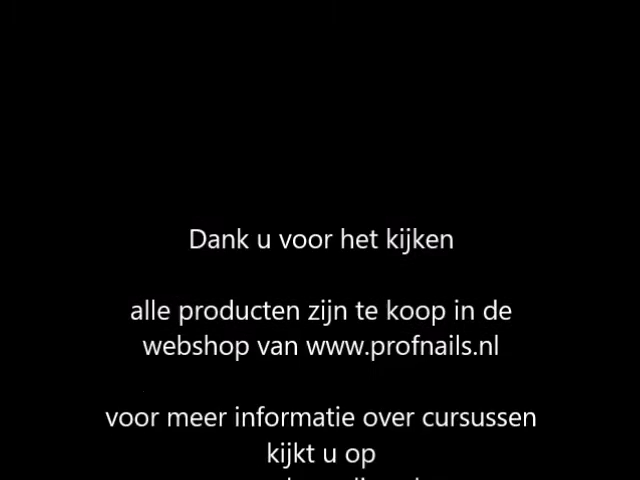 Dank u voor het kijken
alle producten zijn te koop in de
webshop van www.profnails.nl
voor meer informatie over cursussen
kijkt u op